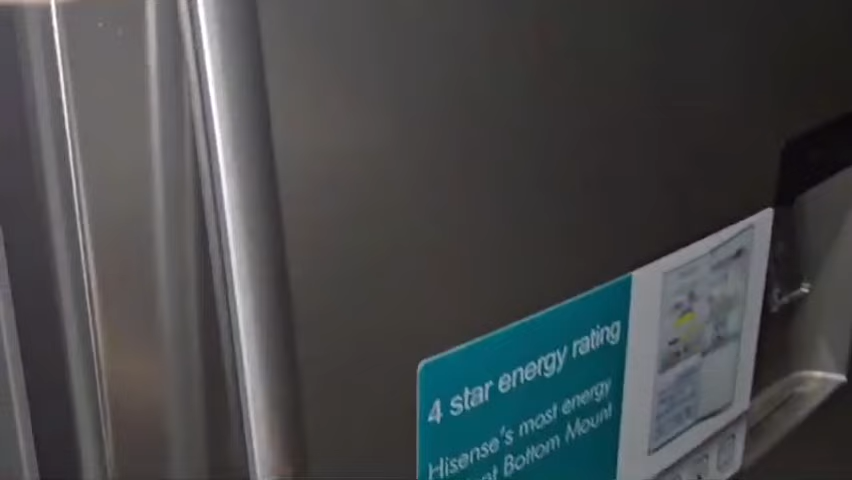 4 star energy rating
Hisense's most energy
Bottom Mount